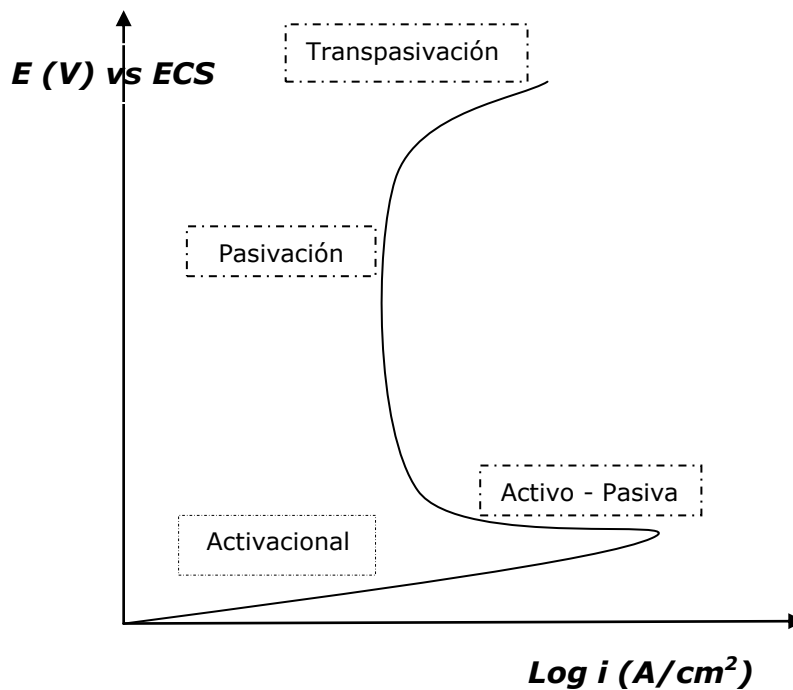 Transpasivación
E (V) vs ECS
Pasivación
Activo - Pasiva
Activacional
Log i (A/cm²)